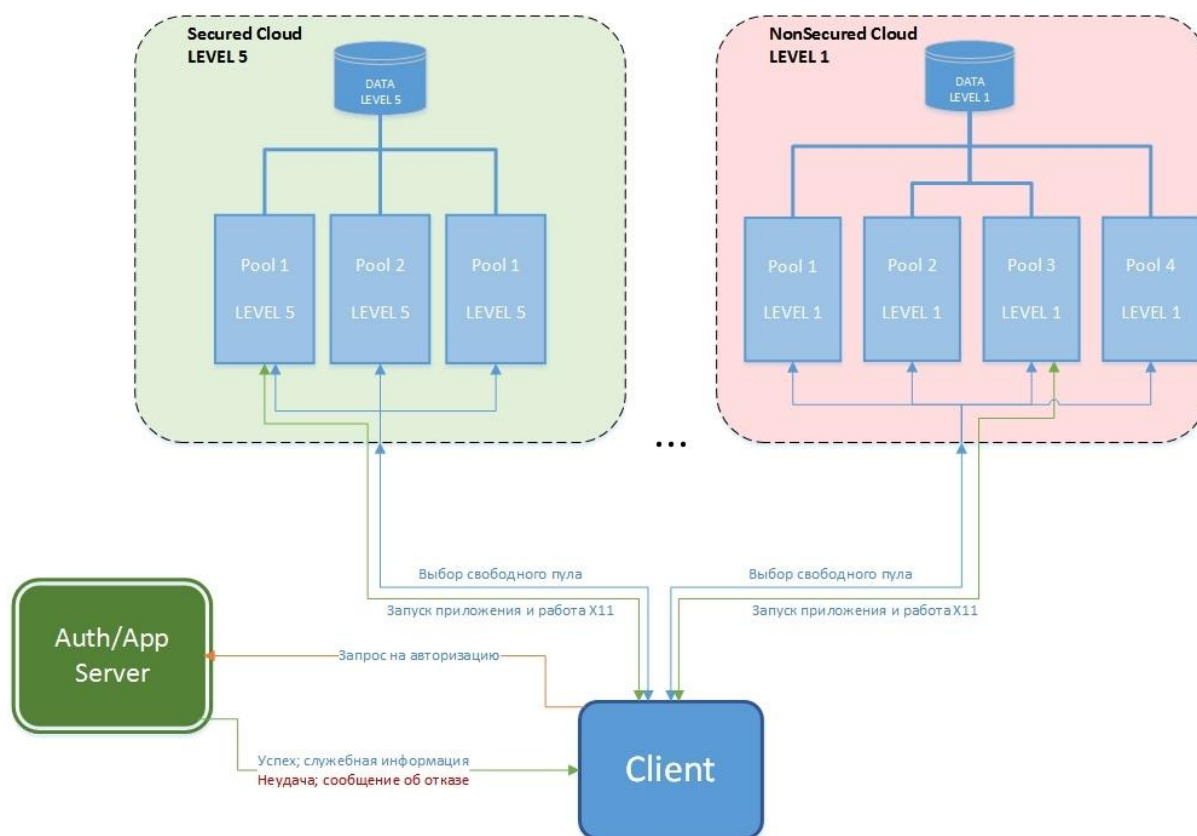 Secured Cloud
LEVEL 5
NonSecured Cloud
LEVEL 1
DATA
LEVEL 5
DATA
LEVEL 1
Pool 1
LEVEL 5
Pool 2
LEVEL 5
Pool 1
LEVEL 5
Pool 1
LEVEL 1
Pool 2
LEVEL 1
Pool 3
LEVEL 1
Pool 4
LEVEL 1
...
Выбор свободного пула
Запуск приложения и работа X11
Выбор свободного пула
Запуск приложения и работа X11
Auth/App
Server
Запрос на авторизацию
Успех; служебная информация
Неудача; сообщение об отказе
Client